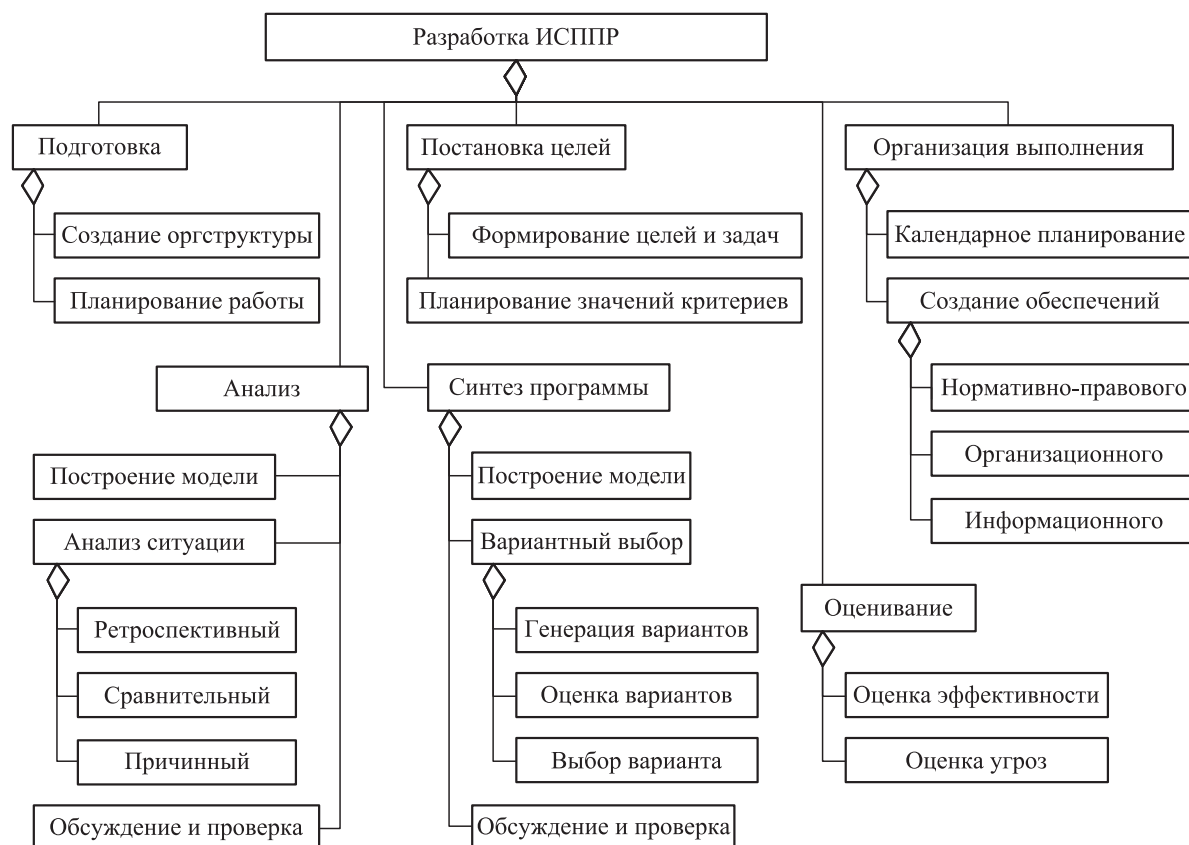 Разработка ИСППР
Подготовка
Создание оргструктуры
Планирование работы
Постановка целей
Формирование целей и задач
Планирование значений критериев
Организация выполнения
Календарное планирование
Создание обеспечений
Нормативно-правового
Организационного
Информационного
Анализ
Построение модели
Анализ ситуации
Ретроспективный
Сравнительный
Причинный
Обсуждение и проверка
Синтез программы
Построение модели
Вариантный выбор
Генерация вариантов
Оценка вариантов
Выбор варианта
Обсуждение и проверка
Оценивание
Оценка эффективности
Оценка угроз